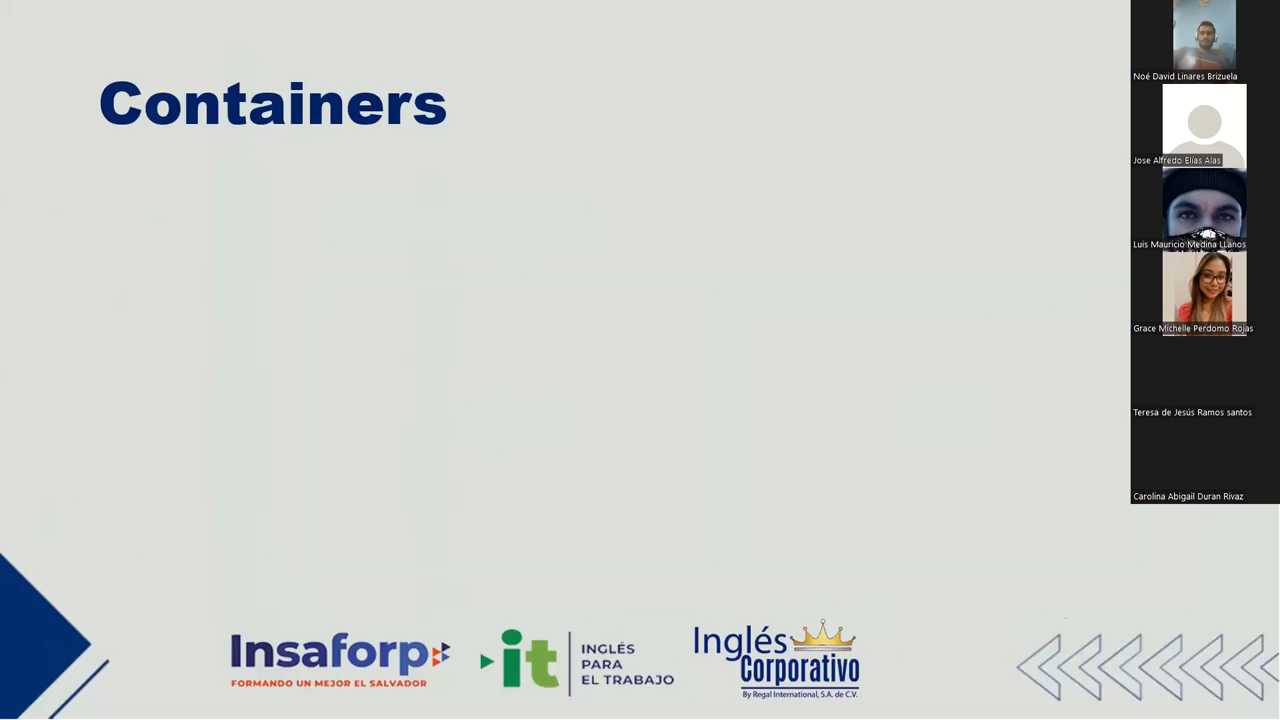 Containers
Noé David Linares Brizuela
Jose Alfredo Elías Alas
Luis Mauricio Medina LLanos
Grace Michelle Perdomo Rojas
Teresa de Jesús Ramos santos
Carolina Abigail Duran Rivaz
Insaforp
FORMANDO UN MEJOR EL SALVADOR
it
INGLÉS
PARA
EL TRABAJO
Inglés
Corporativo
By Regal International, S.A. de C.V.